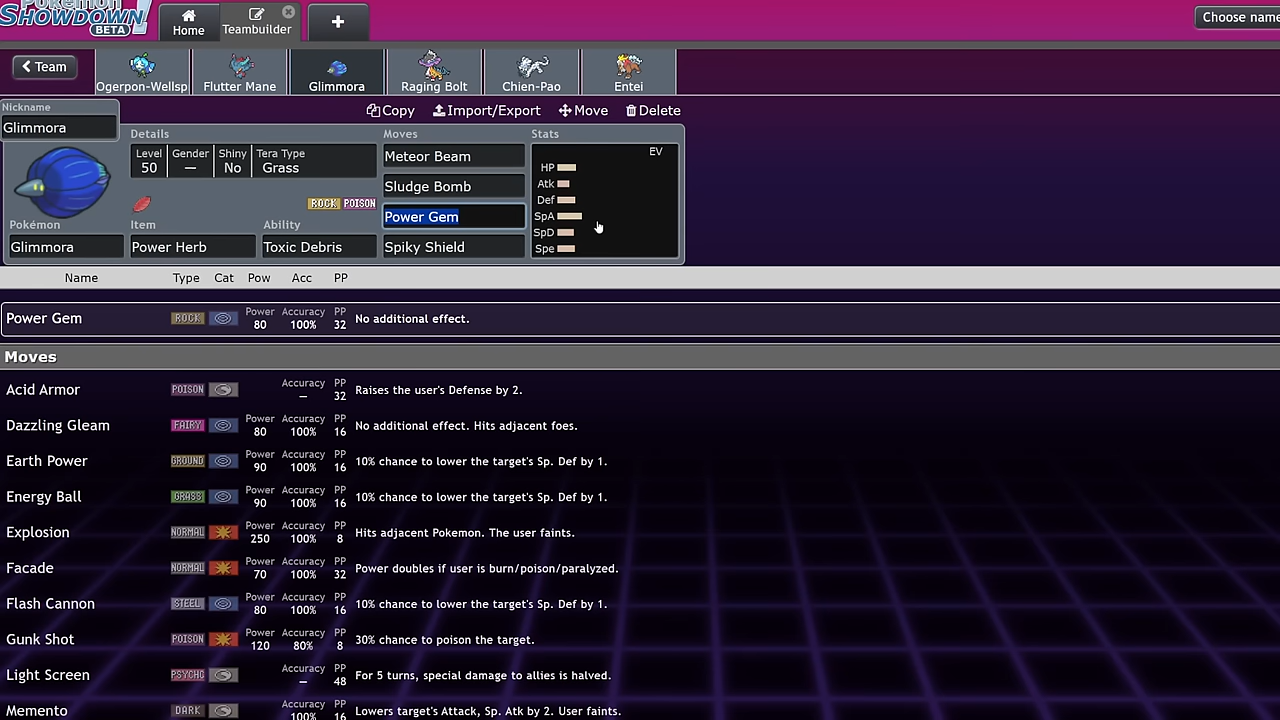 Pokémon
SHOWDOWN!
BETA
Home
Teambuilder
+
Choose name
Team
Ogerpon-Wellsp
Flutter Mane
Glimmora
Raging Bolt
Chien-Pao
Entei
Nickname
Glimmora
Copy
Import/Export
Move
Delete
Details
Moves
Stats
Level
50
Gender
—
Shiny
No
Tera Type
Grass
ROCK POISON
Pokémon
Glimmora
Item
Power Herb
Ability
Toxic Debris
Meteor Beam
Sludge Bomb
Power Gem
Spiky Shield
EV
HP
Atk
Def
SpA
SpD
Spe
Name Type Cat Pow Acc PP
Power Gem ROCK Power 80 Accuracy 100% PP 32 No additional effect.
Moves
Acid Armor POISON Accuracy — PP 32 Raises the user's Defense by 2.
Dazzling Gleam FAIRY Power 80 Accuracy 100% PP 16 No additional effect. Hits adjacent foes.
Earth Power GROUND Power 90 Accuracy 100% PP 16 10% chance to lower the target's Sp. Def by 1.
Energy Ball GRASS Power 90 Accuracy 100% PP 16 10% chance to lower the target's Sp. Def by 1.
Explosion NORMAL Power 250 Accuracy 100% PP 8 Hits adjacent Pokemon. The user faints.
Facade NORMAL Power 70 Accuracy 100% PP 32 Power doubles if user is burn/poison/paralyzed.
Flash Cannon STEEL Power 80 Accuracy 100% PP 16 10% chance to lower the target's Sp. Def by 1.
Gunk Shot POISON Power 120 Accuracy 80% PP 8 30% chance to poison the target.
Light Screen PSYCHC Accuracy — PP 48 For 5 turns, special damage to allies is halved.
Memento DARK Accuracy 100% PP 16 Lowers target's Attack, Sp. Atk by 2. User faints.